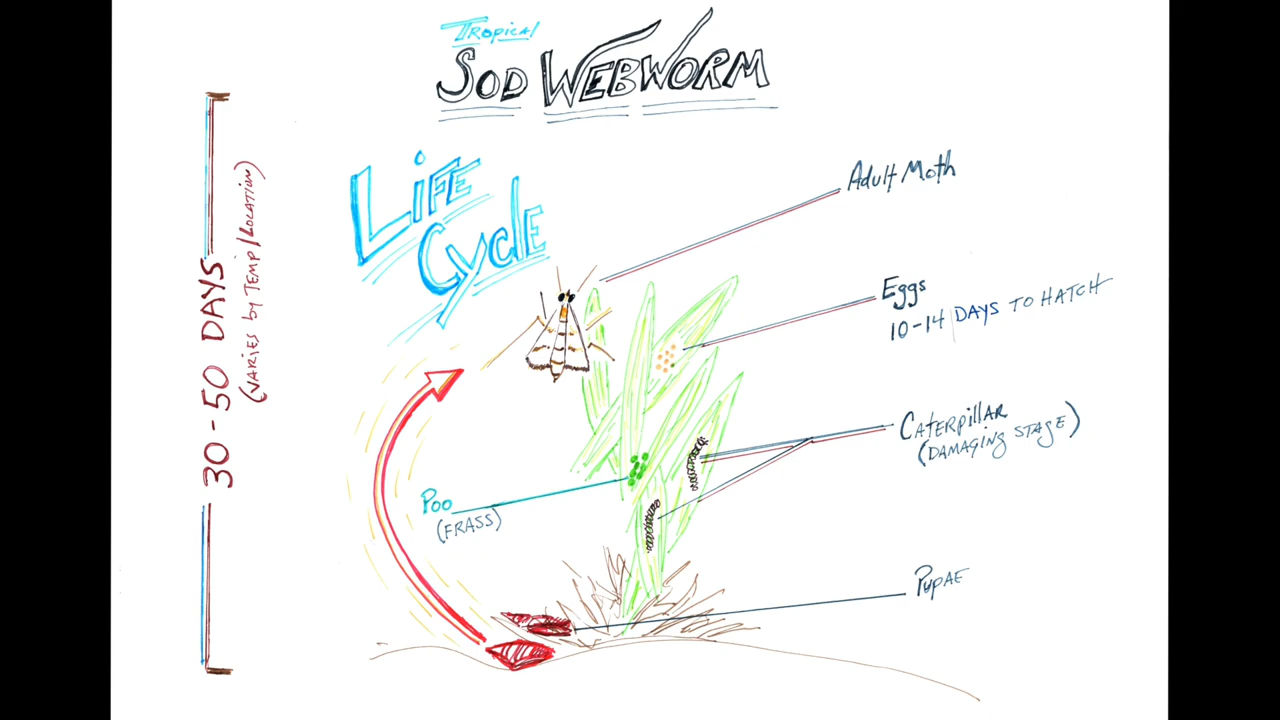 Tropical
Sod Webworm
Life
Cycle
30-50 DAYS
(VARIES by TEMP/LOCATION)
Adult Moth
Eggs
10-14 DAYS TO HATCH
CATErpillAR
(DAMAGING STAGE)
Poo
(FRASS)
PupAE